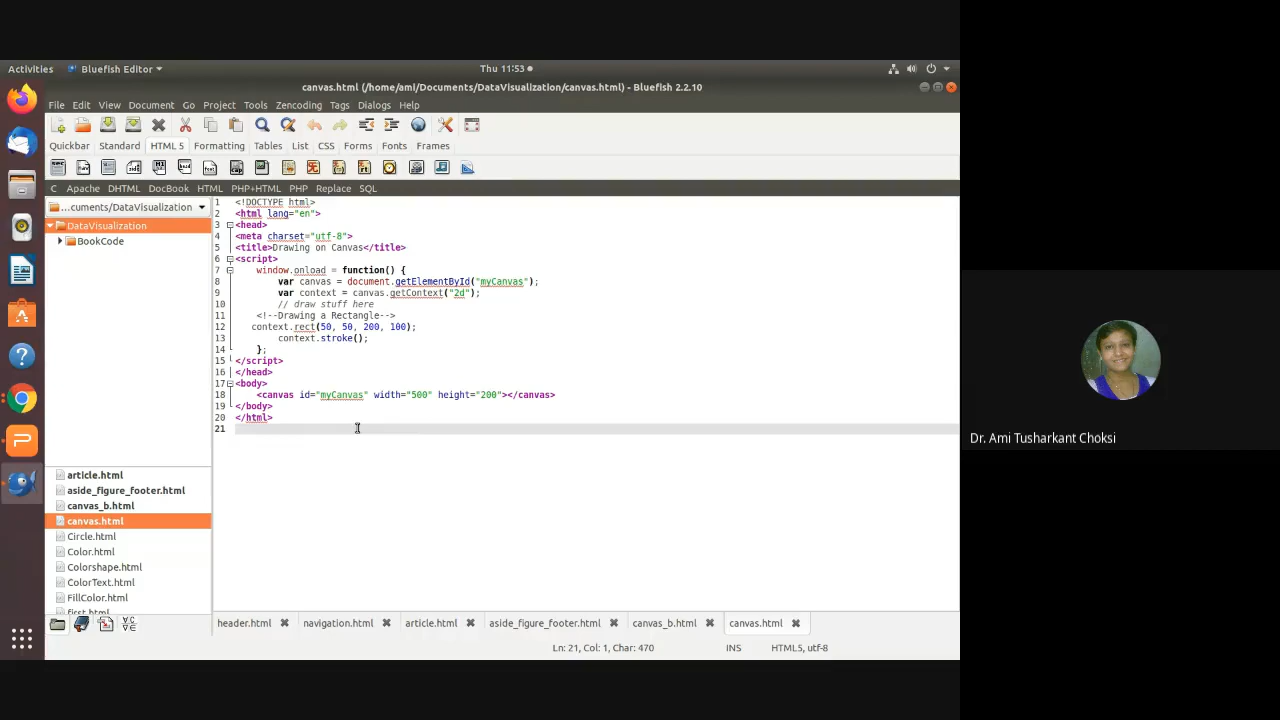 Activities Bluefish Editor Thu 11:53
canvas.html (/home/ami/Documents/DataVisualization/canvas.html) - Bluefish 2.2.10
File Edit View Document Go Project Tools Zencoding Tags Dialogs Help
Quickbar Standard HTML 5 Formatting Tables List CSS Forms Fonts Frames
C Apache DHTML DocBook HTML PHP+HTML PHP Replace SQL
...cuments/DataVisualization
DataVisualization
BookCode
1 <!DOCTYPE html>
2 <html lang="en">
3 <head>
4 <meta charset="utf-8">
5 <title>Drawing on Canvas</title>
6 <script>
7 window.onload = function() {
8 var canvas = document.getElementById("myCanvas");
9 var context = canvas.getContext("2d");
10 // draw stuff here
11 <!--Drawing a Rectangle-->
12 context.rect(50, 50, 200, 100);
13 context.stroke();
14 };
15 </script>
16 </head>
17 <body>
18 <canvas id="myCanvas" width="500" height="200"></canvas>
19 </body>
20 </html>
21
article.html
aside_figure_footer.html
canvas_b.html
canvas.html
Circle.html
Color.html
Colorshape.html
ColorText.html
FillColor.html
first.html
header.html navigation.html article.html aside_figure_footer.html canvas_b.html canvas.html
Ln: 21, Col: 1, Char: 470 INS HTML5, utf-8
Dr. Ami Tusharkant Choksi